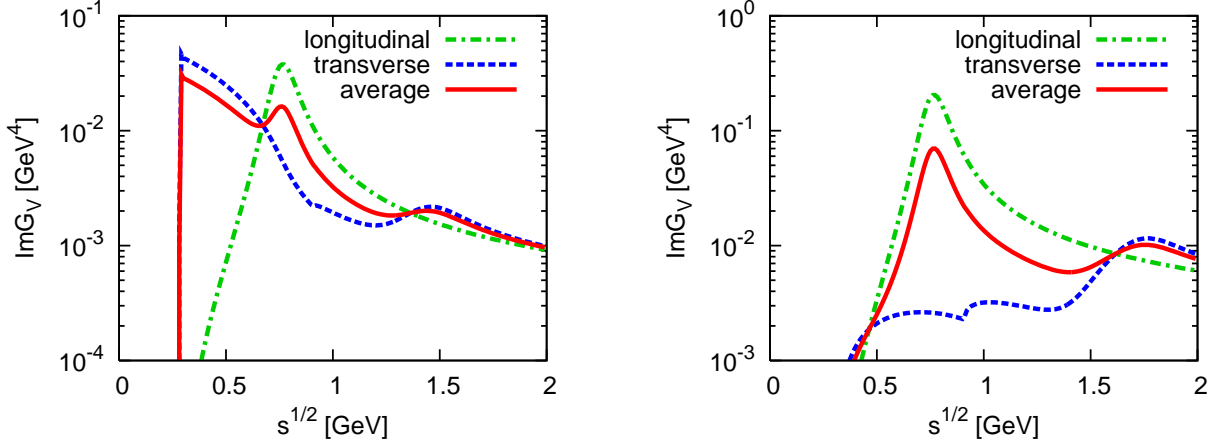 longitudinal
transverse
average
10^-1
10^-2
10^-3
10^-4
ImG_V [GeV^4]
0 0.5 1 1.5 2
s^1/2 [GeV]
longitudinal
transverse
average
10^0
10^-1
10^-2
10^-3
ImG_V [GeV^4]
0 0.5 1 1.5 2
s^1/2 [GeV]